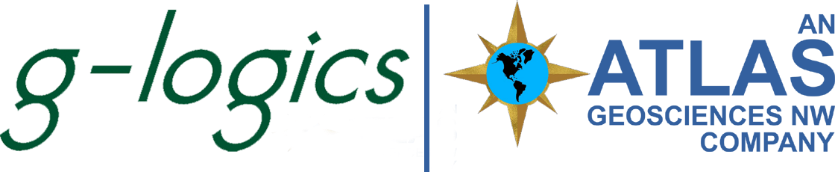 g-logics
AN
ATLAS
GEOSCIENCES NW
COMPANY